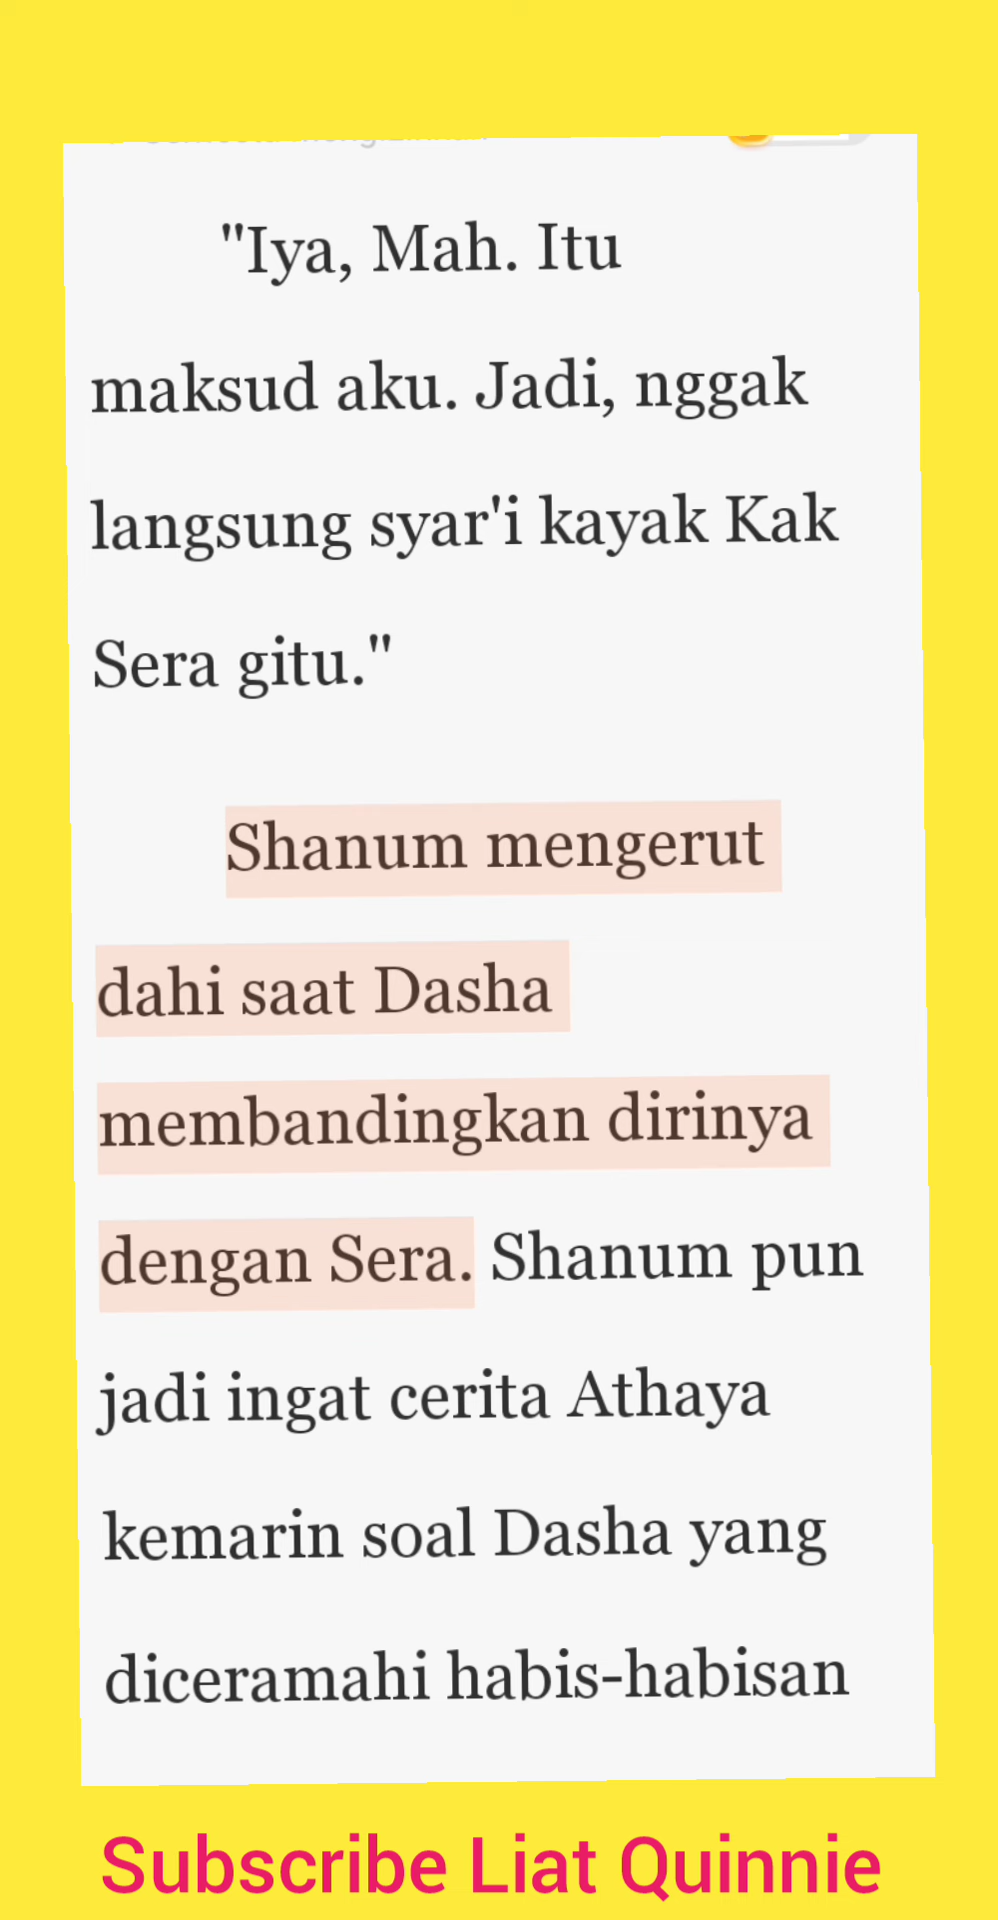 "Iya, Mah. Itu
maksud aku. Jadi, nggak
langsung syar'i kayak Kak
Sera gitu."
Shanum mengerut
dahi saat Dasha
membandingkan dirinya
dengan Sera. Shanum pun
jadi ingat cerita Athaya
kemarin soal Dasha yang
diceramahi habis-habisan
Subscribe Liat Quinnie